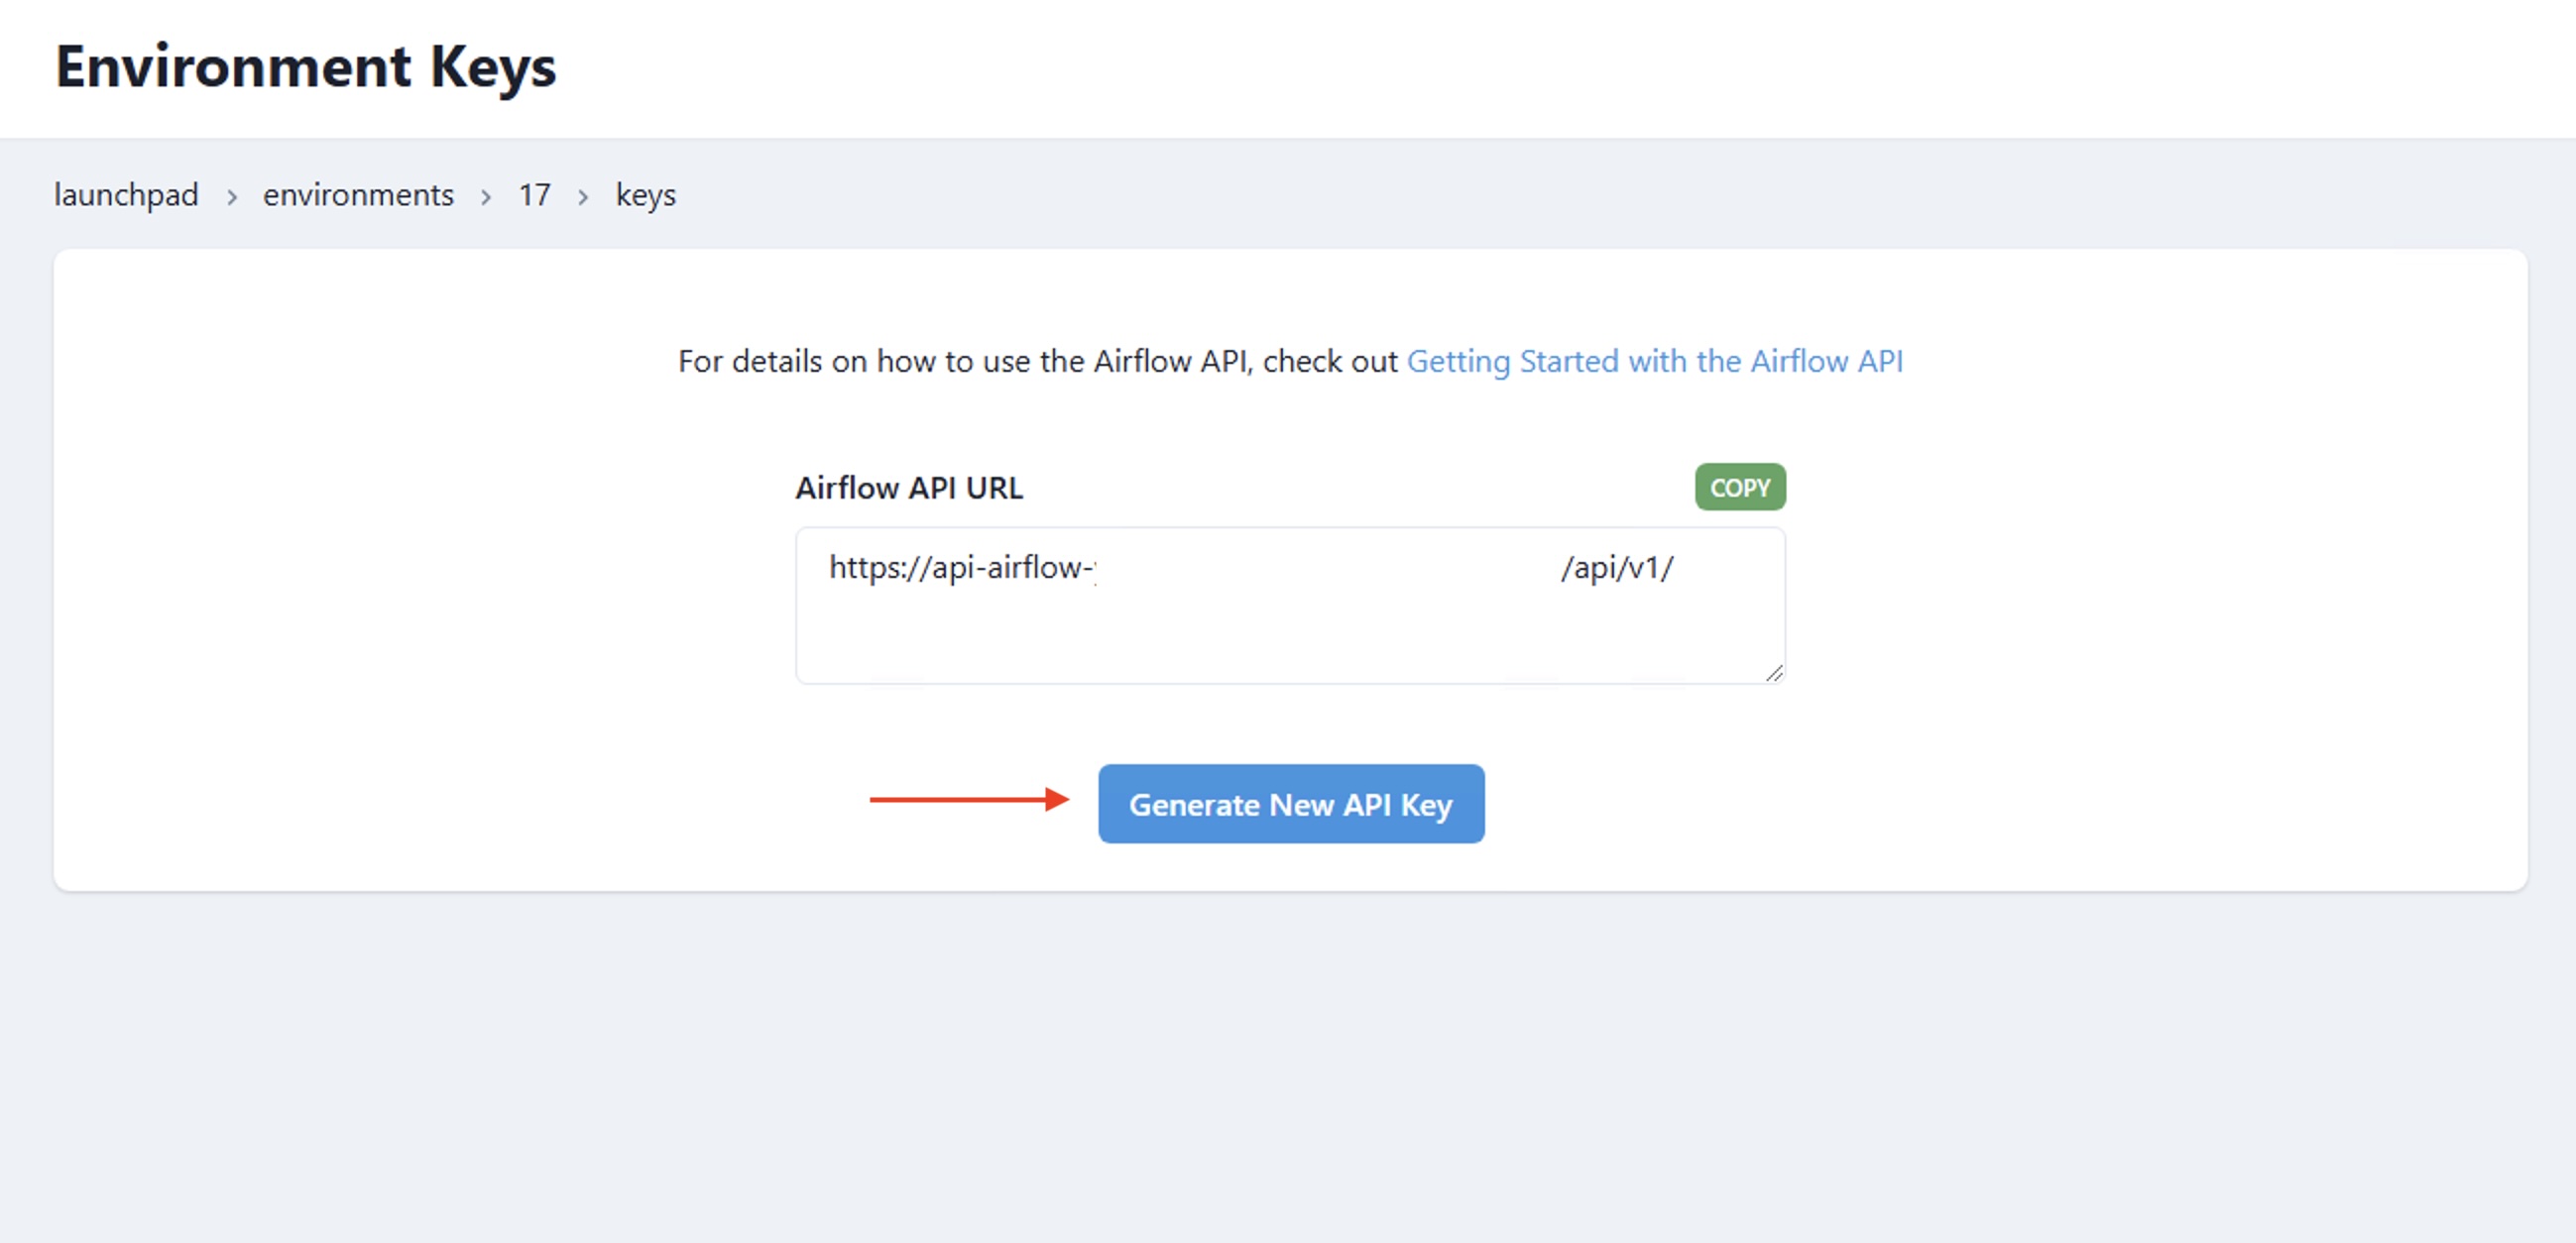 Environment Keys
launchpad > environments > 17 > keys
For details on how to use the Airflow API, check out Getting Started with the Airflow API
Airflow API URL
COPY
https://api-airflow- /api/v1/
Generate New API Key